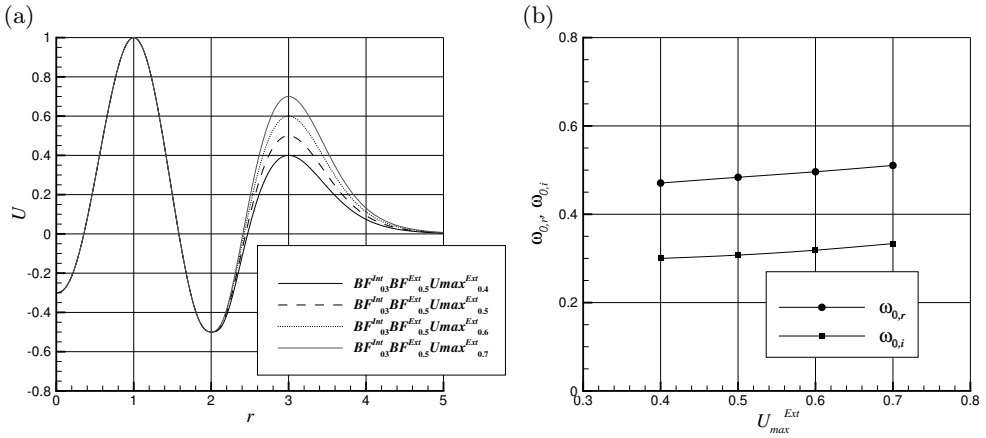 (a)
U
1
0.8
0.6
0.4
0.2
0
-0.2
-0.4
-0.6
-0.8
0 1 2 3 4 5
r
BF^Int_03 BF^Ext_0.5 Umax^Ext_0.4
BF^Int_03 BF^Ext_0.5 Umax^Ext_0.5
BF^Int_03 BF^Ext_0.5 Umax^Ext_0.6
BF^Int_03 BF^Ext_0.5 Umax^Ext_0.7
(b)
ω0,r, ω0,i
0.8
0.6
0.4
0.2
0
0.3 0.4 0.5 0.6 0.7 0.8
U_max^Ext
ω0,r
ω0,i